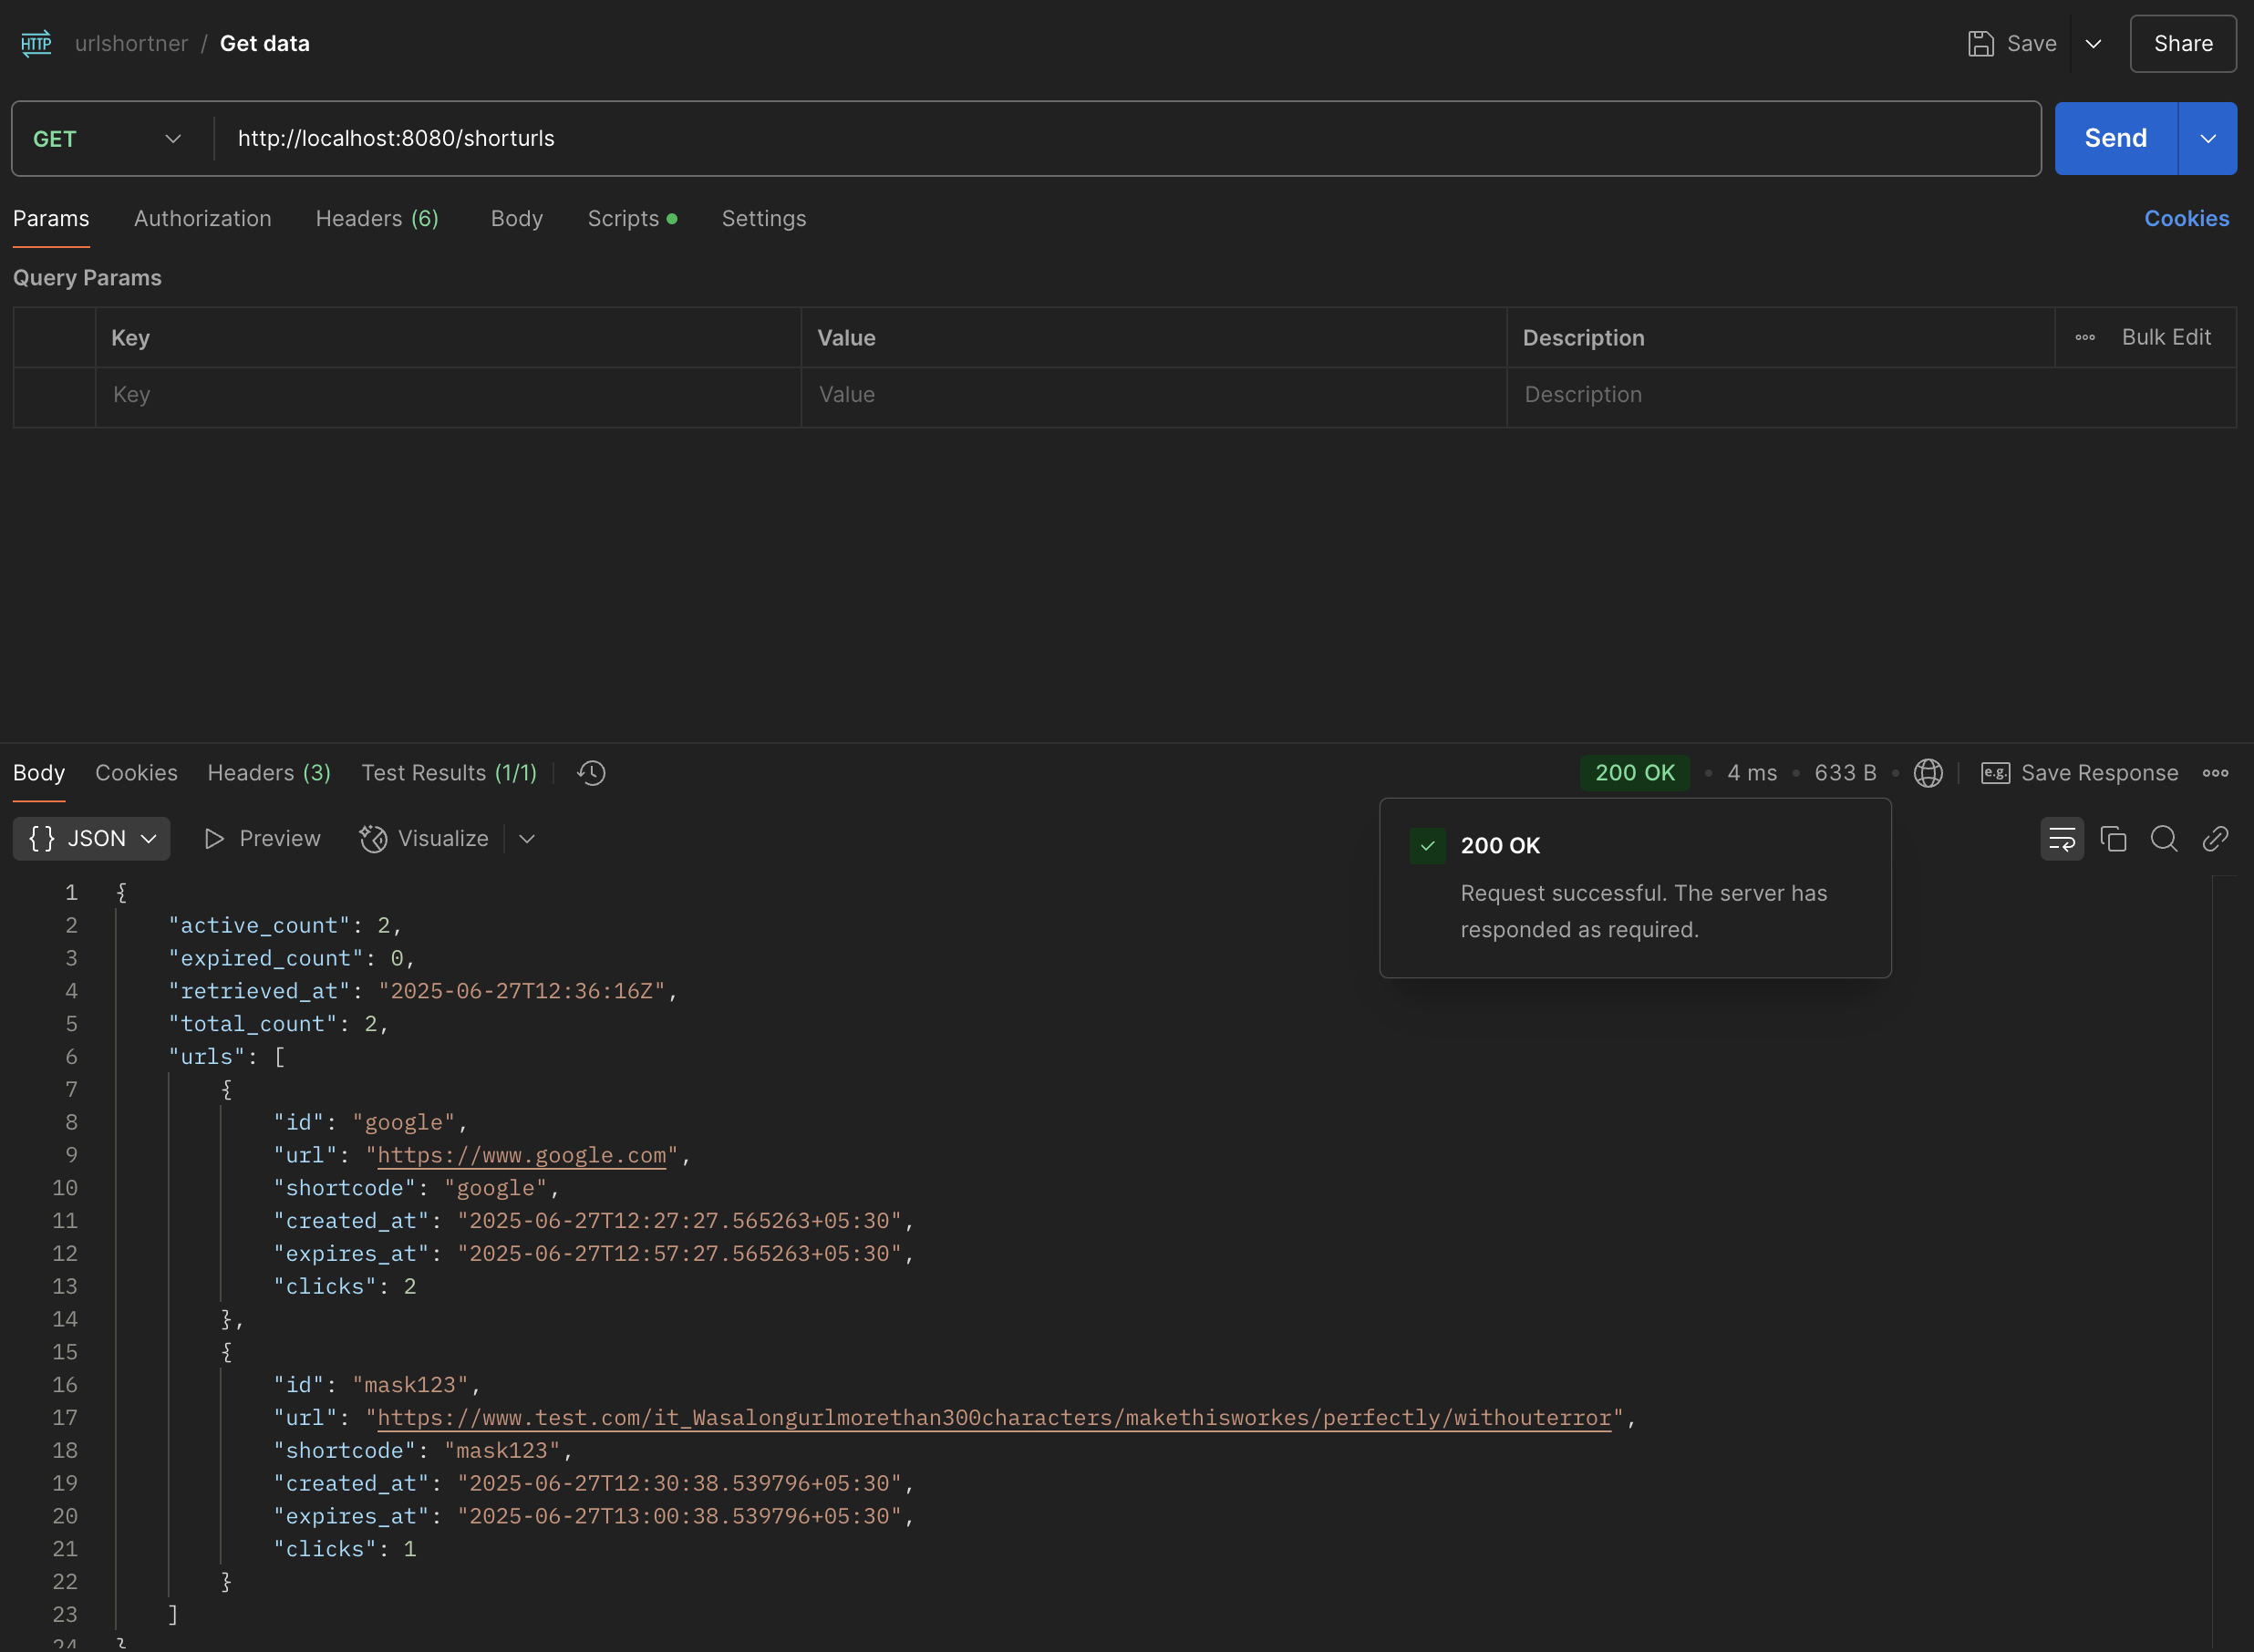 HTTP urlshortner / Get data Save Share
GET http://localhost:8080/shorturls Send
Params Authorization Headers (6) Body Scripts Settings Cookies
Query Params
Key Value Description Bulk Edit
Key Value Description
Body Cookies Headers (3) Test Results (1/1) 200 OK 4 ms 633 B e.g. Save Response
{} JSON Preview Visualize
200 OK
Request successful. The server has
responded as required.
1 {
2 "active_count": 2,
3 "expired_count": 0,
4 "retrieved_at": "2025-06-27T12:36:16Z",
5 "total_count": 2,
6 "urls": [
7 {
8 "id": "google",
9 "url": "https://www.google.com",
10 "shortcode": "google",
11 "created_at": "2025-06-27T12:27:27.565263+05:30",
12 "expires_at": "2025-06-27T12:57:27.565263+05:30",
13 "clicks": 2
14 },
15 {
16 "id": "mask123",
17 "url": "https://www.test.com/it_Wasalongurlmorethan300characters/makethisworkes/perfectly/withouterror",
18 "shortcode": "mask123",
19 "created_at": "2025-06-27T12:30:38.539796+05:30",
20 "expires_at": "2025-06-27T13:00:38.539796+05:30",
21 "clicks": 1
22 }
23 ]
24 }